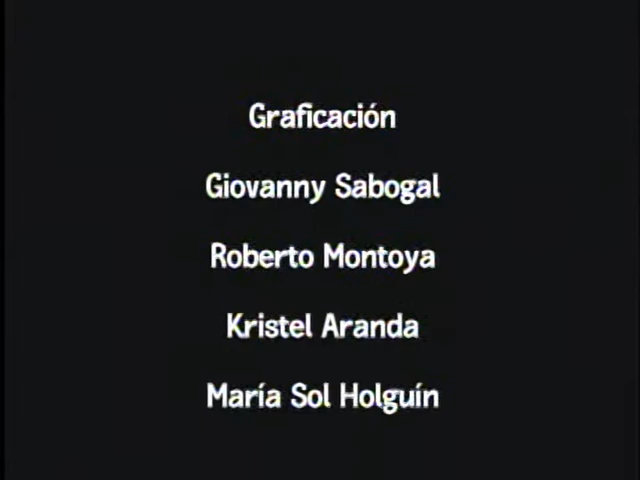 Graficación
Giovanny Sabogal
Roberto Montoya
Kristel Aranda
María Sol Holguín